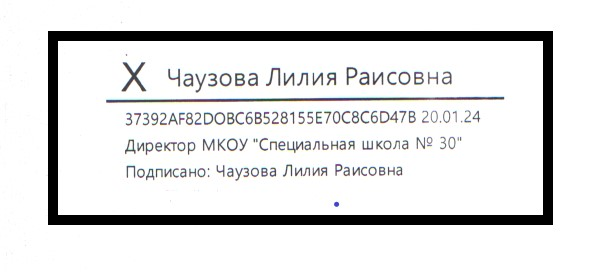 X Чаузова Лилия Раисовна
37392AF82DOBC6B528155E70C8C6D47B 20.01.24
Директор МКОУ "Специальная школа № 30"
Подписано: Чаузова Лилия Раисовна